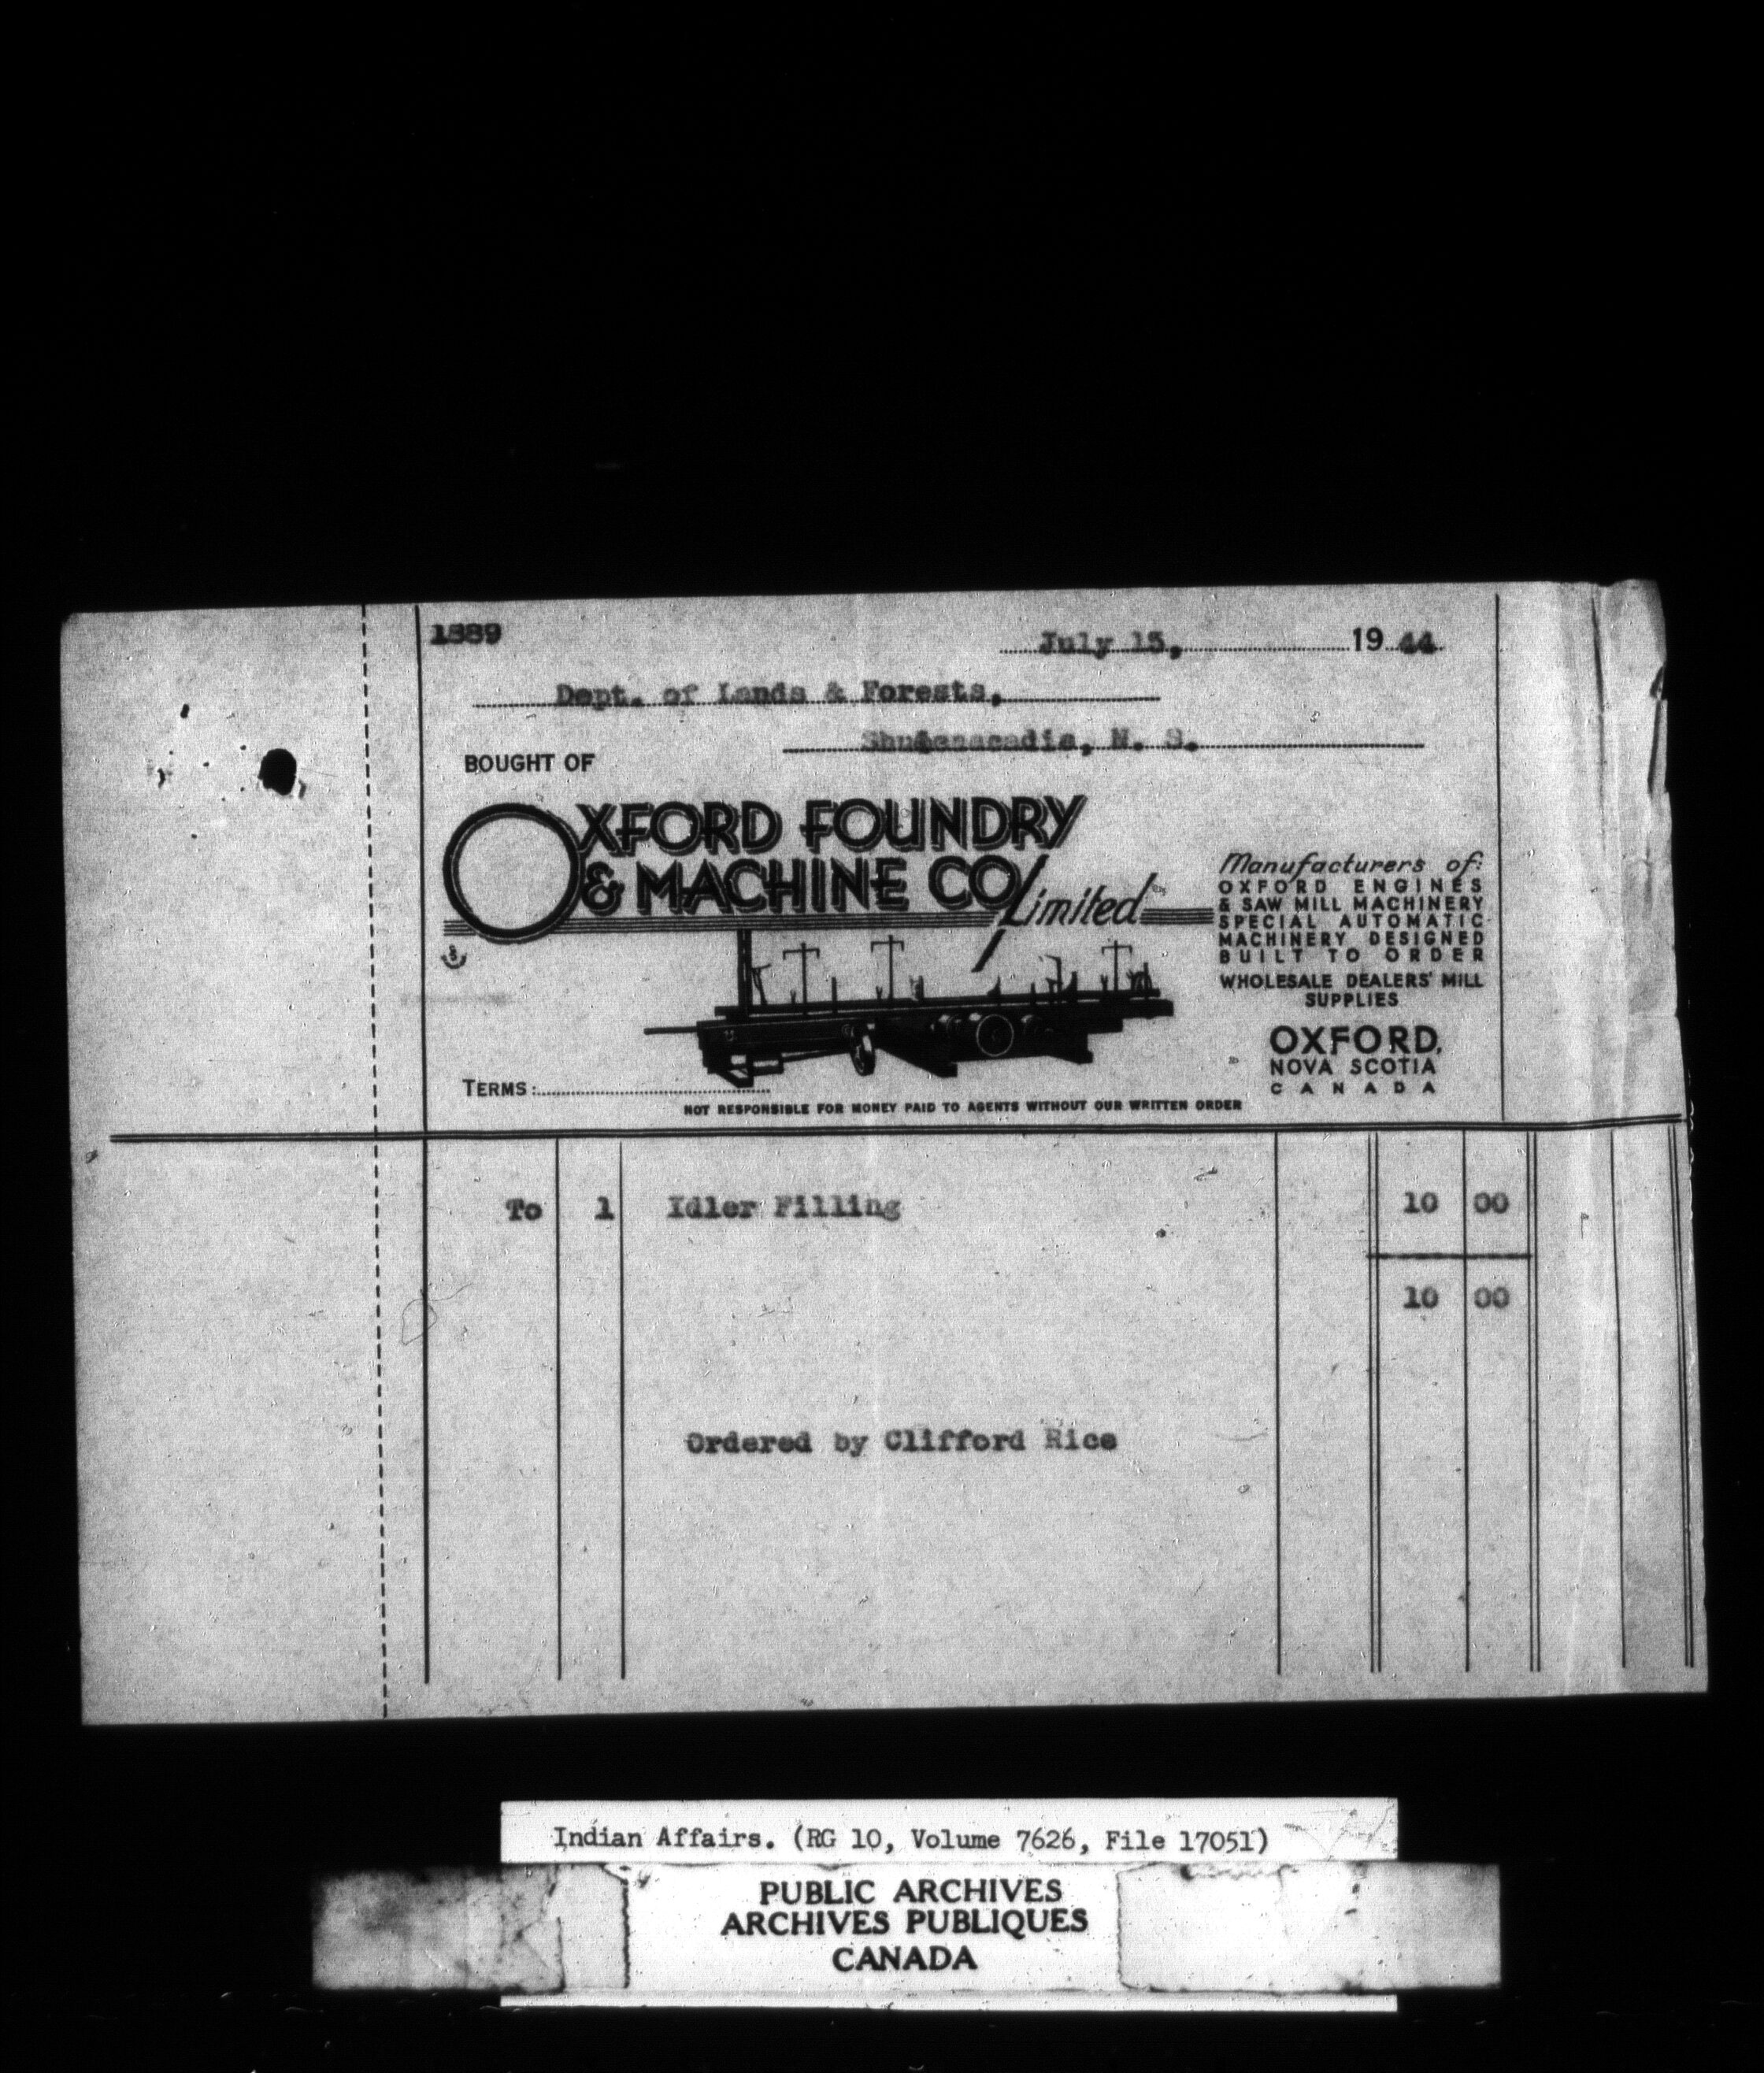 1889
July 15, 1944
Dept. of Lands & Forests,
Shubenacadie, N. S.
BOUGHT OF
OXFORD FOUNDRY
& MACHINE CO Limited
Manufacturers of:
OXFORD ENGINES
& SAW MILL MACHINERY
SPECIAL AUTOMATIC
MACHINERY DESIGNED
BUILT TO ORDER
WHOLESALE DEALERS' MILL
SUPPLIES
OXFORD,
NOVA SCOTIA
CANADA
TERMS:
NOT RESPONSIBLE FOR MONEY PAID TO AGENTS WITHOUT OUR WRITTEN ORDER
To 1 Idler Filling 10 00
10 00
Ordered by Clifford Rice
Indian Affairs. (RG 10, Volume 7626, File 17051)
PUBLIC ARCHIVES
ARCHIVES PUBLIQUES
CANADA